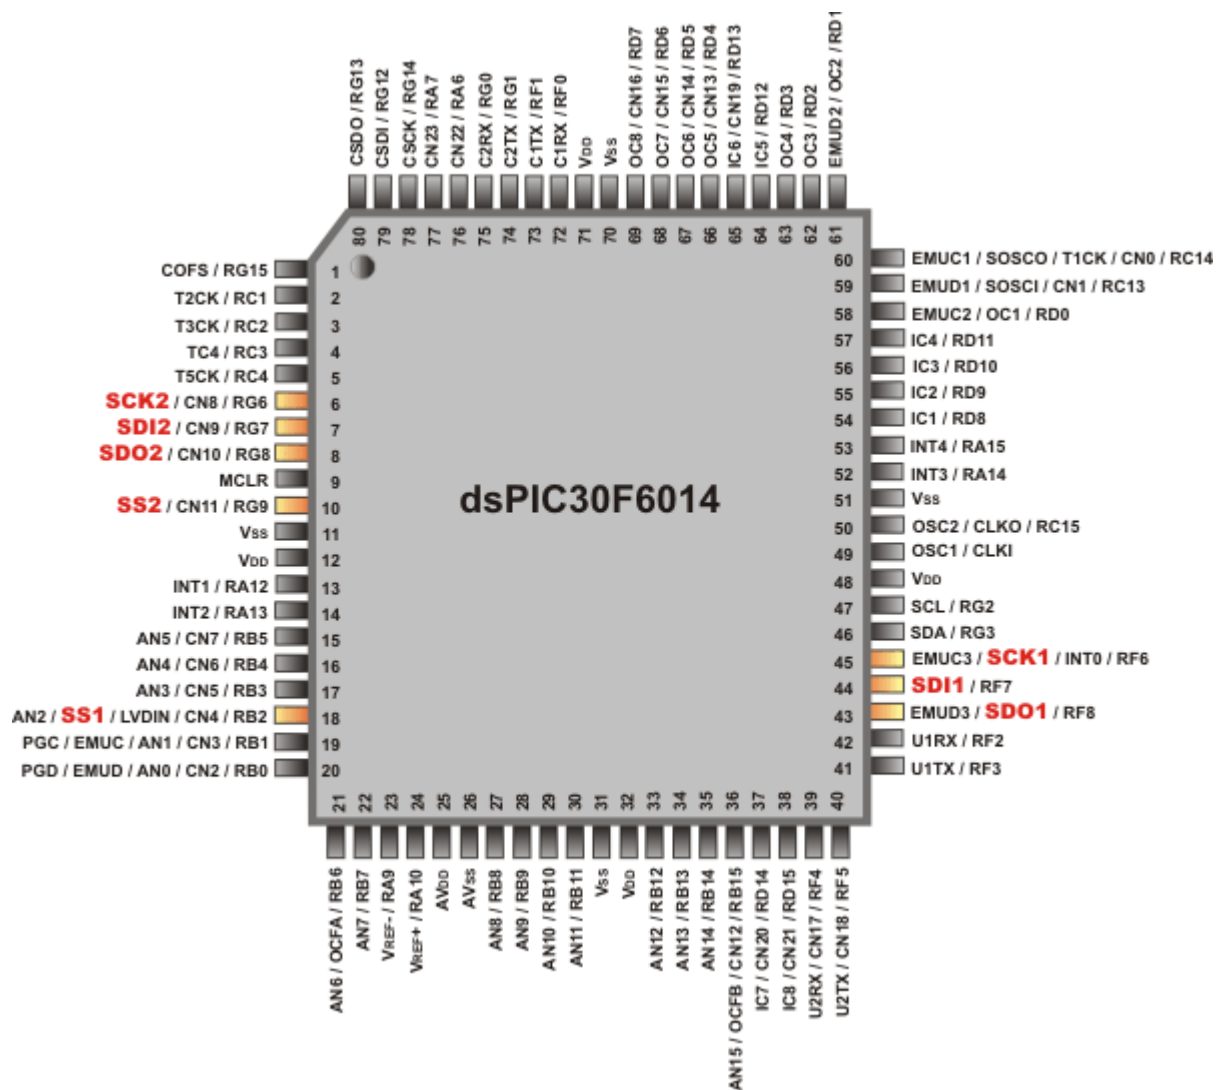 CSDO / RG13
CSDI / RG12
CSCK / RG14
CN23 / RA7
CN22 / RA6
C2RX / RG0
C2TX / RG1
C1TX / RF1
C1RX / RF0
VDD
VSS
OC8 / CN16 / RD7
OC7 / CN15 / RD6
OC6 / CN14 / RD5
OC5 / CN13 / RD4
IC6 / CN19 / RD13
IC5 / RD12
OC4 / RD3
OC3 / RD2
EMUD2 / OC2 / RD1
80 79 78 77 76 75 74 73 72 71 70 69 68 67 66 65 64 63 62 61
COFS / RG15 1
T2CK / RC1 2
T3CK / RC2 3
TC4 / RC3 4
T5CK / RC4 5
SCK2 / CN8 / RG6 6
SDI2 / CN9 / RG7 7
SDO2 / CN10 / RG8 8
MCLR 9
SS2 / CN11 / RG9 10
VSS 11
VDD 12
INT1 / RA12 13
INT2 / RA13 14
AN5 / CN7 / RB5 15
AN4 / CN6 / RB4 16
AN3 / CN5 / RB3 17
AN2 / SS1 / LVDIN / CN4 / RB2 18
PGC / EMUC / AN1 / CN3 / RB1 19
PGD / EMUD / AN0 / CN2 / RB0 20
dsPIC30F6014
60 EMUC1 / SOSCO / T1CK / CN0 / RC14
59 EMUD1 / SOSCI / CN1 / RC13
58 EMUC2 / OC1 / RD0
57 IC4 / RD11
56 IC3 / RD10
55 IC2 / RD9
54 IC1 / RD8
53 INT4 / RA15
52 INT3 / RA14
51 VSS
50 OSC2 / CLKO / RC15
49 OSC1 / CLKI
48 VDD
47 SCL / RG2
46 SDA / RG3
45 EMUC3 / SCK1 / INT0 / RF6
44 SDI1 / RF7
43 EMUD3 / SDO1 / RF8
42 U1RX / RF2
41 U1TX / RF3
21 22 23 24 25 26 27 28 29 30 31 32 33 34 35 36 37 38 39 40
AN6 / OCFA / RB6
AN7 / RB7
VREF- / RA9
VREF+ / RA10
AVDD
AVSS
AN8 / RB8
AN9 / RB9
AN10 / RB10
AN11 / RB11
VSS
VDD
AN12 / RB12
AN13 / RB13
AN14 / RB14
AN15 / OCFB / CN12 / RB15
IC7 / CN20 / RD14
IC8 / CN21 / RD15
U2RX / CN17 / RF4
U2TX / CN18 / RF5